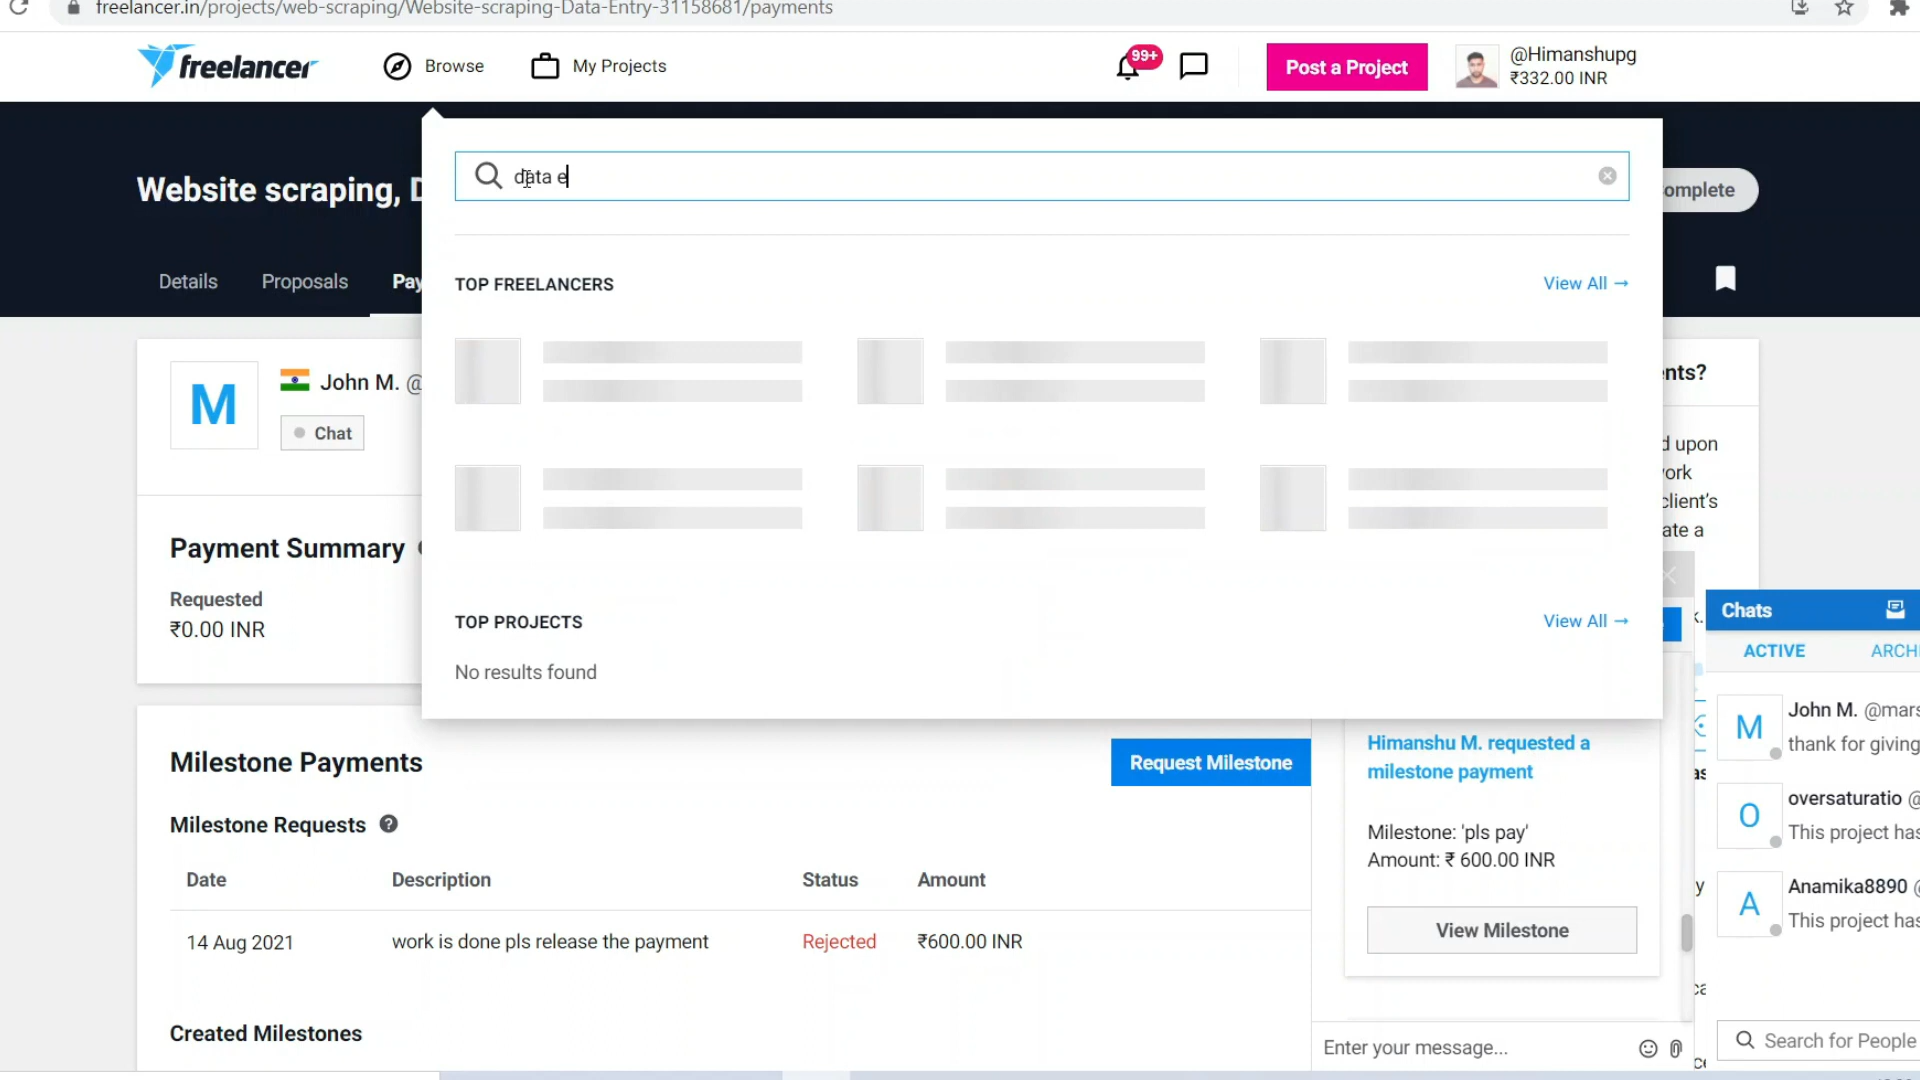 freelancer.in/projects/web-scraping/Website-scraping-Data-Entry-31158681/payments
freelancer
Browse
My Projects
99+
Post a Project
@Himanshupg
₹332.00 INR
Website scraping, D
omplete
data e
Details
Proposals
Pay
TOP FREELANCERS
View All →
TOP PROJECTS
View All →
No results found
M
John M. @
Chat
Payment Summary
Requested
₹0.00 INR
ents?
d upon
ork
client's
ate a
k.
Milestone Payments
Request Milestone
Milestone Requests
Date
Description
Status
Amount
14 Aug 2021
work is done pls release the payment
Rejected
₹600.00 INR
Created Milestones
Himanshu M. requested a
milestone payment
Milestone: 'pls pay'
Amount: ₹ 600.00 INR
View Milestone
Enter your message...
Chats
ACTIVE
ARCHI
M
John M. @mars
thank for giving
O
oversaturatio @
This project has
A
Anamika8890
This project has
Search for People